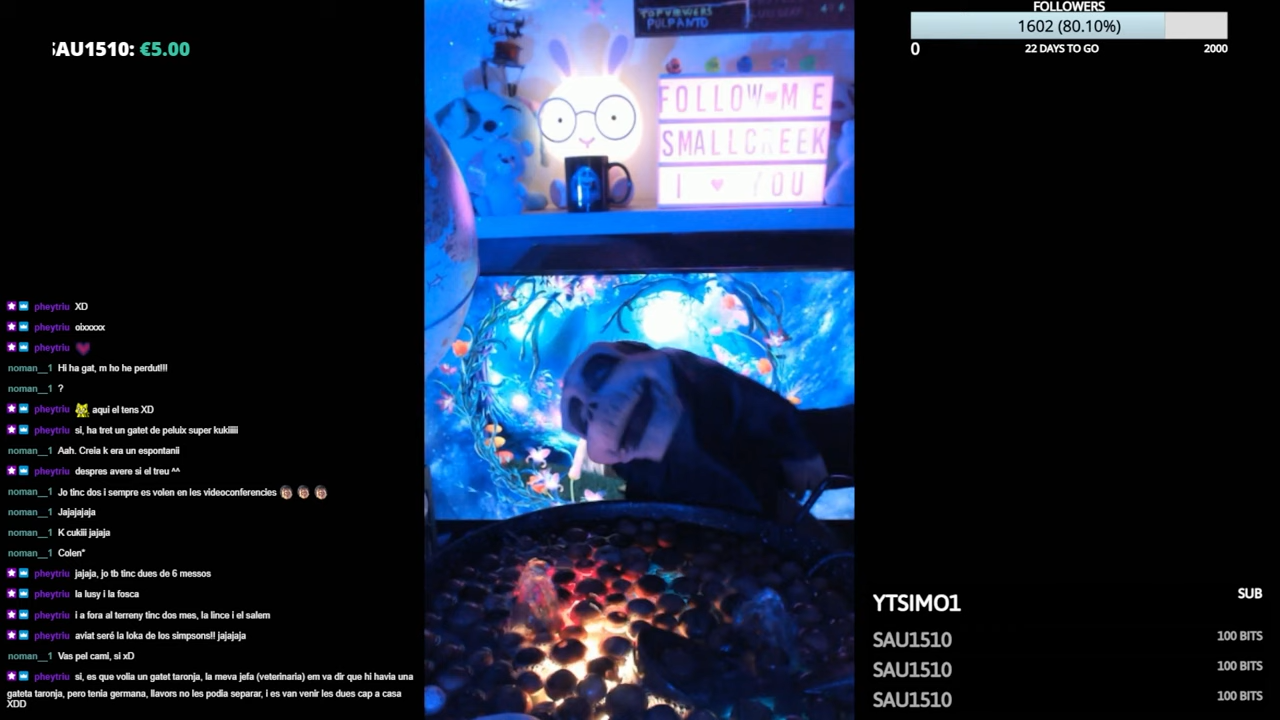 SAU1510: €5.00
TOPVIEWERS
PULPANTO
FOLLOW♥ME
SMALLCREEK
I ♥ YOU
FOLLOWERS
1602 (80.10%)
0
22 DAYS TO GO
2000
pheytriu XD
pheytriu oixxxxx
pheytriu
noman__1 Hi ha gat, m ho he perdut!!!
noman__1 ?
pheytriu aqui el tens XD
pheytriu si, ha tret un gatet de peluix super kukiiiii
noman__1 Aah. Creia k era un espontanii
pheytriu despres avere si el treu ^^
noman__1 Jo tinc dos i sempre es volen en les videoconferencies
noman__1 Jajajajaja
noman__1 K cukiii jajaja
noman__1 Colen*
pheytriu jajaja, jo tb tinc dues de 6 messos
pheytriu la lusy i la fosca
pheytriu i a fora al terreny tinc dos mes, la lince i el salem
pheytriu aviat seré la loka de los simpsons!! jajajaja
noman__1 Vas pel cami, si xD
pheytriu si, es que volia un gatet taronja, la meva jefa (veterinaria) em va dir que hi havia una
gateta taronja, pero tenia germana, llavors no les podia separar, i es van venir les dues cap a casa
XDD
YTSIMO1 SUB
SAU1510 100 BITS
SAU1510 100 BITS
SAU1510 100 BITS